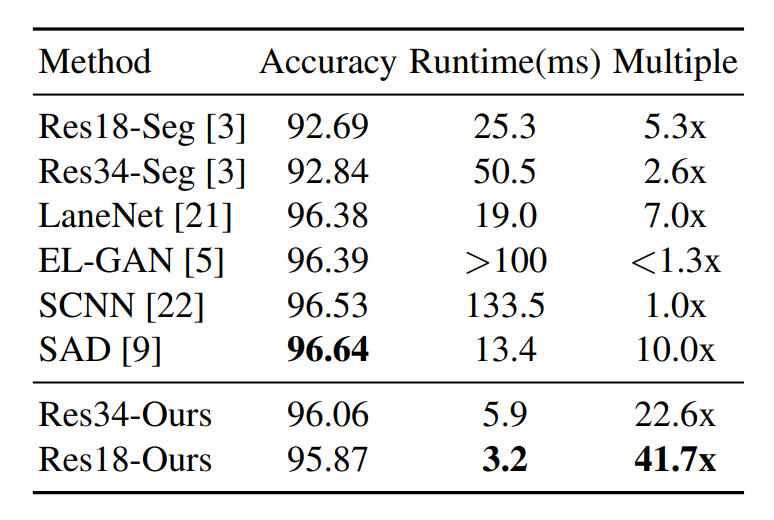 Method Accuracy Runtime(ms) Multiple
Res18-Seg [3] 92.69 25.3 5.3x
Res34-Seg [3] 92.84 50.5 2.6x
LaneNet [21] 96.38 19.0 7.0x
EL-GAN [5] 96.39 >100 <1.3x
SCNN [22] 96.53 133.5 1.0x
SAD [9] 96.64 13.4 10.0x
Res34-Ours 96.06 5.9 22.6x
Res18-Ours 95.87 3.2 41.7x